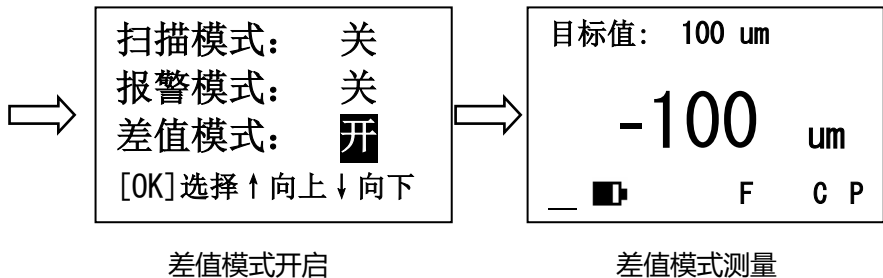 扫描模式： 关
报警模式： 关
差值模式： 开
[OK]选择↑向上↓向下
目标值: 100 um
-100 um
F C P
差值模式开启
差值模式测量